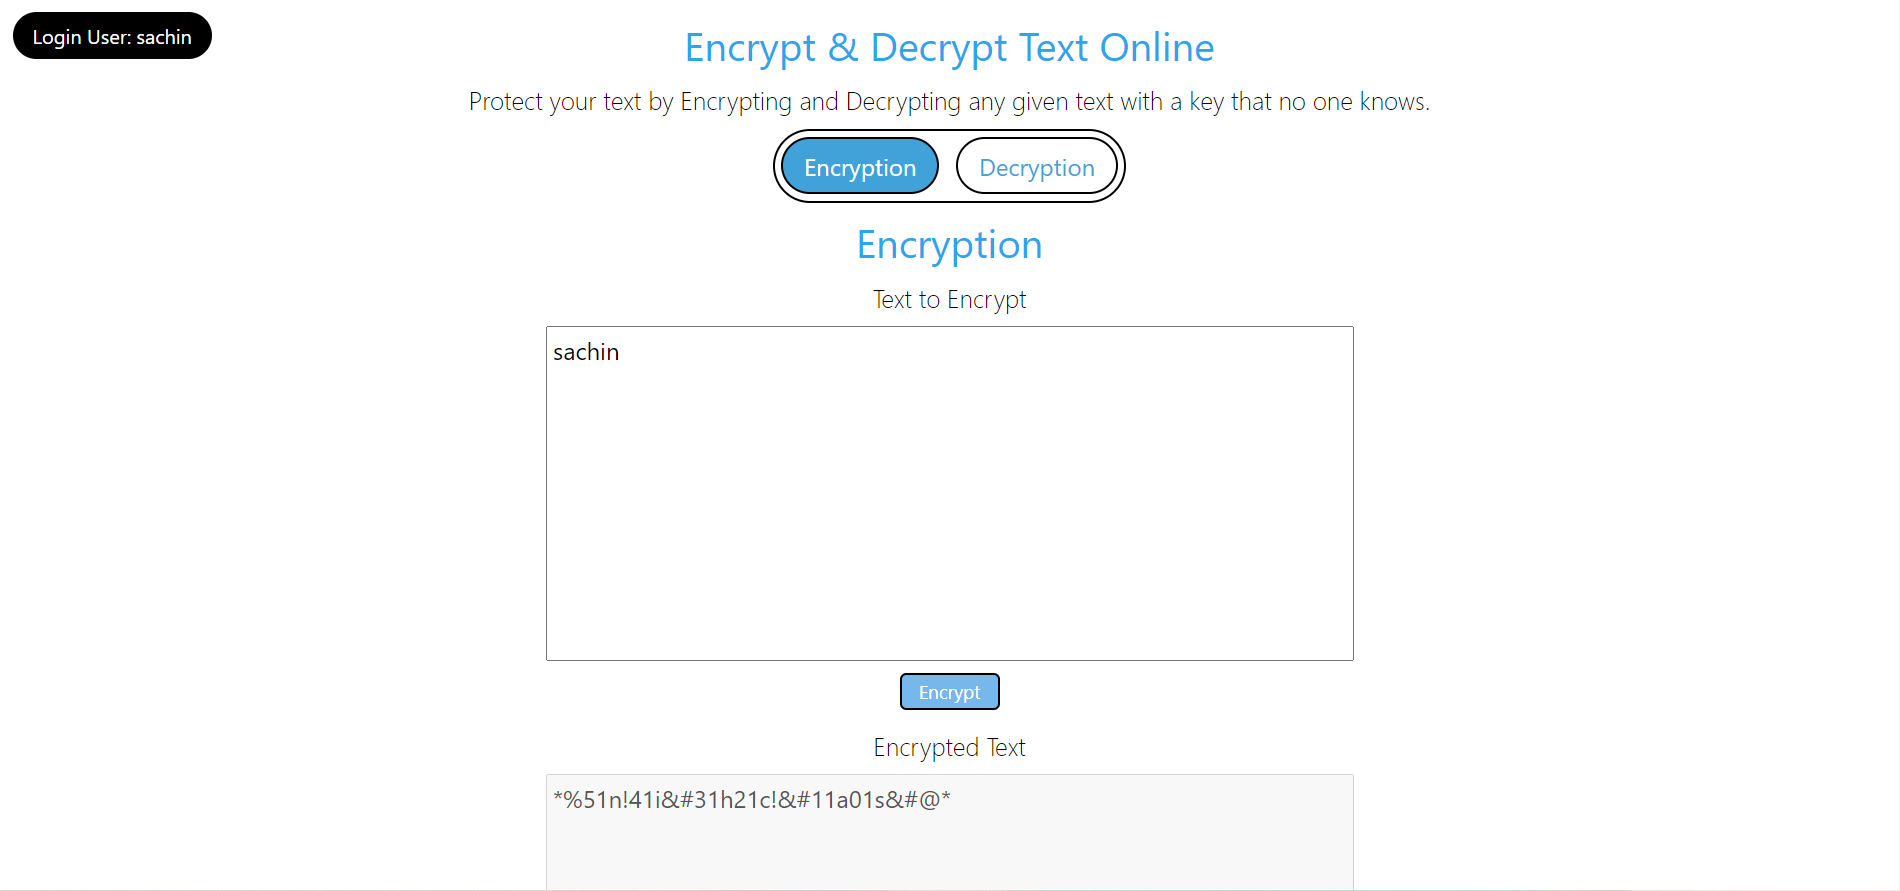 Login User: sachin
Encrypt & Decrypt Text Online
Protect your text by Encrypting and Decrypting any given text with a key that no one knows.
Encryption Decryption
Encryption
Text to Encrypt
sachin
Encrypt
Encrypted Text
*%51n!41i&#31h21c!&#11a01s&#@*